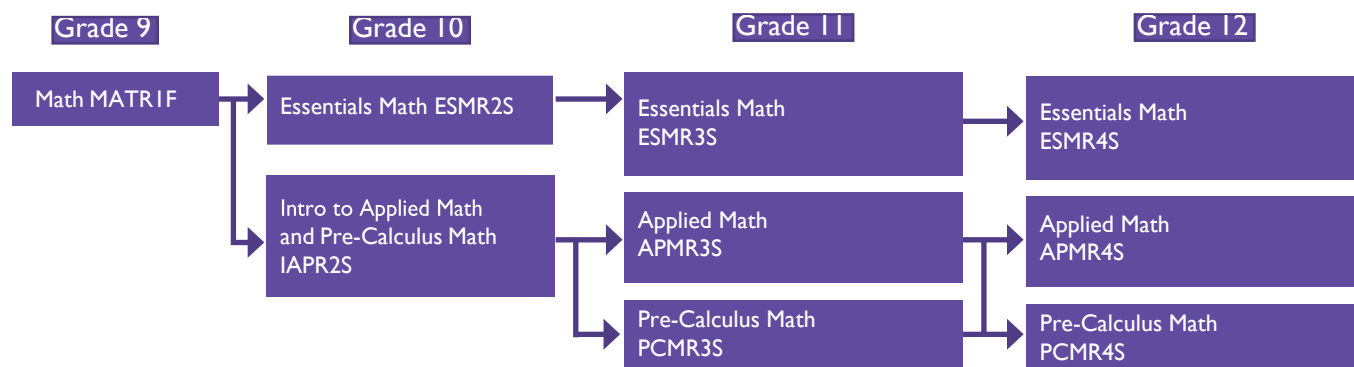 Grade 9
Grade 10
Grade 11
Grade 12
Math MATR1F
Essentials Math ESMR2S
Essentials Math
ESMR3S
Essentials Math
ESMR4S
Intro to Applied Math
and Pre-Calculus Math
IAPR2S
Applied Math
APMR3S
Applied Math
APMR4S
Pre-Calculus Math
PCMR3S
Pre-Calculus Math
PCMR4S